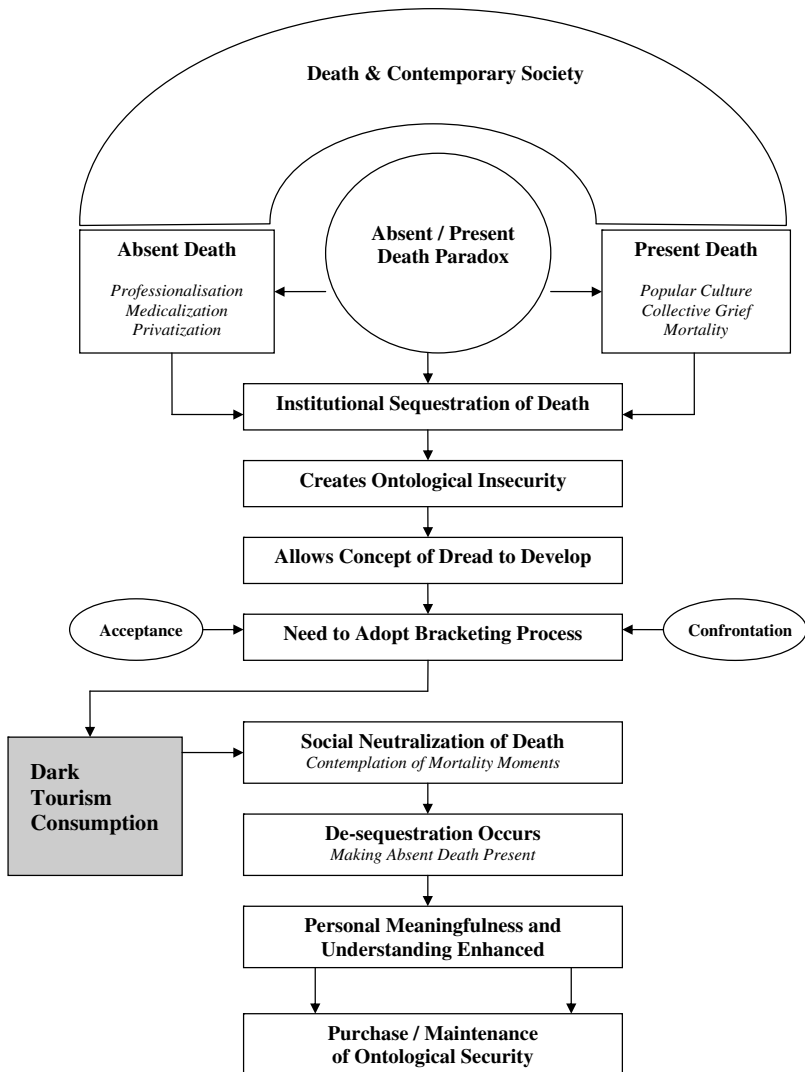 Death & Contemporary Society
Absent / Present
Death Paradox
Absent Death
Professionalisation
Medicalization
Privatization
Present Death
Popular Culture
Collective Grief
Mortality
Institutional Sequestration of Death
Creates Ontological Insecurity
Allows Concept of Dread to Develop
Acceptance
Need to Adopt Bracketing Process
Confrontation
Dark
Tourism
Consumption
Social Neutralization of Death
Contemplation of Mortality Moments
De-sequestration Occurs
Making Absent Death Present
Personal Meaningfulness and
Understanding Enhanced
Purchase / Maintenance
of Ontological Security